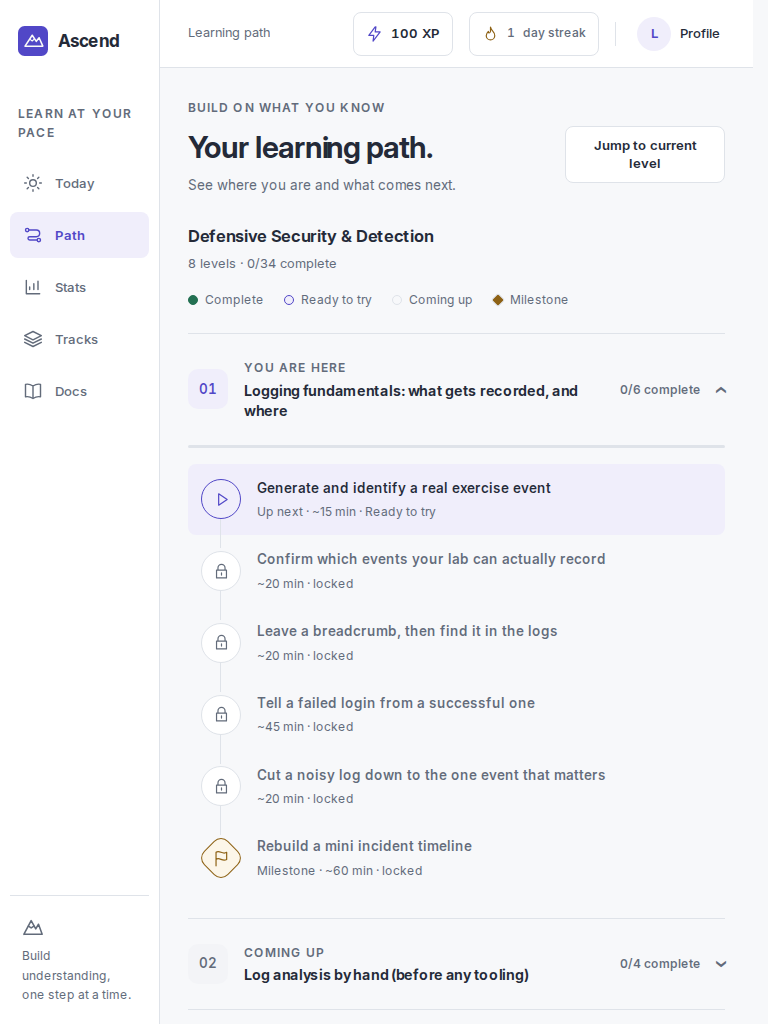 Ascend
Learning path
100 XP
1 day streak
L
Profile
LEARN AT YOUR
PACE
Today
Path
Stats
Tracks
Docs
BUILD ON WHAT YOU KNOW
Your learning path.
See where you are and what comes next.
Jump to current
level
Defensive Security & Detection
8 levels · 0/34 complete
Complete
Ready to try
Coming up
Milestone
01
YOU ARE HERE
Logging fundamentals: what gets recorded, and
where
0/6 complete
Generate and identify a real exercise event
Up next · ~15 min · Ready to try
Confirm which events your lab can actually record
~20 min · locked
Leave a breadcrumb, then find it in the logs
~20 min · locked
Tell a failed login from a successful one
~45 min · locked
Cut a noisy log down to the one event that matters
~20 min · locked
Rebuild a mini incident timeline
Milestone · ~60 min · locked
02
COMING UP
Log analysis by hand (before any tooling)
0/4 complete
Build
understanding,
one step at a time.